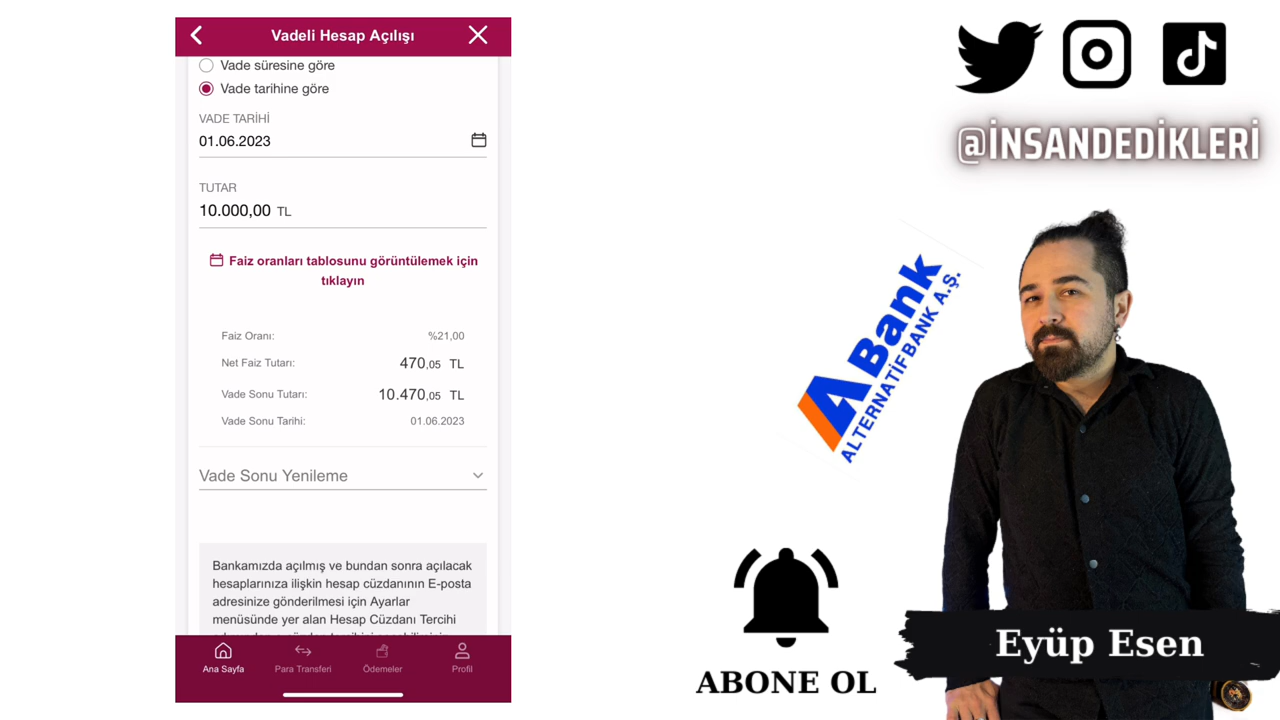 Vadeli Hesap Açılışı
Vade süresine göre
Vade tarihine göre
VADE TARİHİ
01.06.2023
TUTAR
10.000,00 TL
Faiz oranları tablosunu görüntülemek için
tıklayın
Faiz Oranı: %21,00
Net Faiz Tutarı: 470,05 TL
Vade Sonu Tutarı: 10.470,05 TL
Vade Sonu Tarihi: 01.06.2023
Vade Sonu Yenileme
Bankamızda açılmış ve bundan sonra açılacak
hesaplarınıza ilişkin hesap cüzdanının E-posta
adresinize gönderilmesi için Ayarlar
menüsünde yer alan Hesap Cüzdanı Tercihi
Ana Sayfa
Para Transferi
Ödemeler
Profil
@İNSANDEDİKLERİ
ABank
ALTERNATİFBANK A.Ş.
ABONE OL
Eyüp Esen